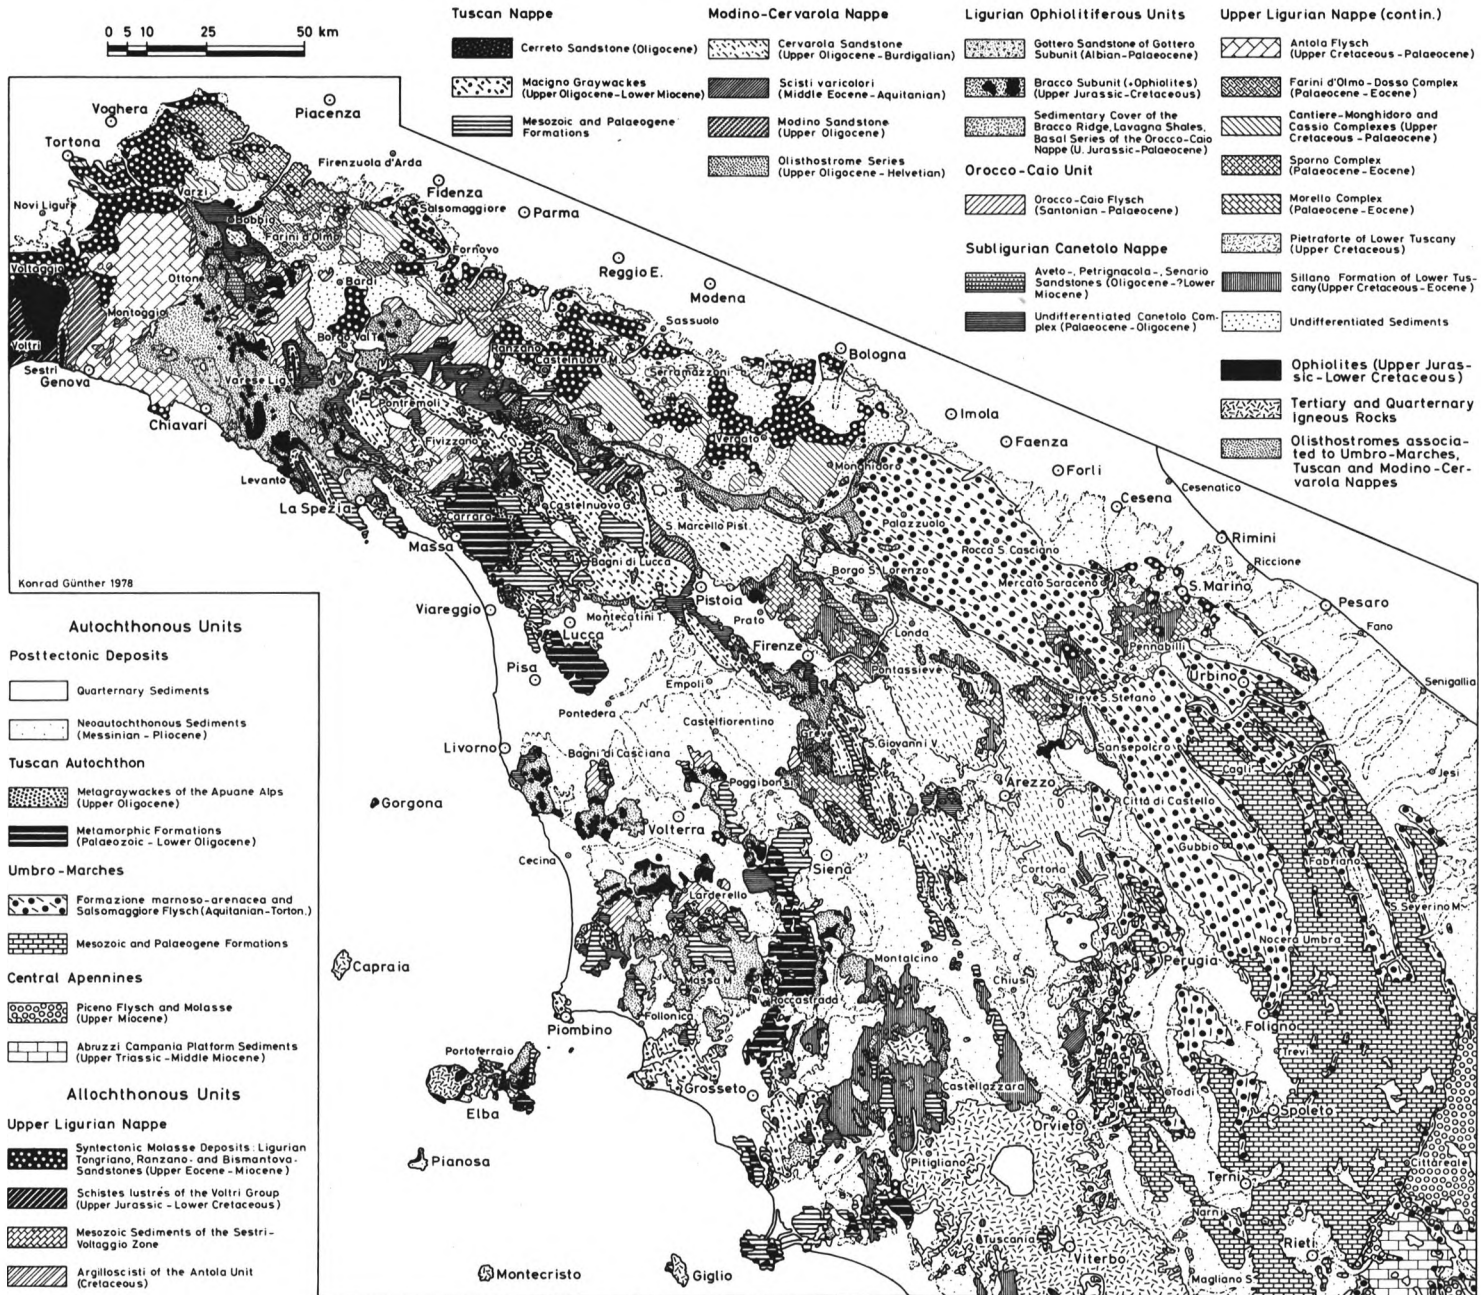 0 5 10 25 50 km
Tuscan Nappe
Cerreto Sandstone (Oligocene)
Macigno Graywackes
(Upper Oligocene-Lower Miocene)
Mesozoic and Palaeogene
Formations
Modino-Cervarola Nappe
Cervarola Sandstone
(Upper Oligocene-Burdigalian)
Scisti varicolori
(Middle Eocene-Aquitanian)
Modino Sandstone
(Upper Oligocene)
Olisthostrome Series
(Upper Oligocene-Helvetian)
Ligurian Ophiolitiferous Units
Gottero Sandstone of Gottero
Subunit (Albian-Palaeocene)
Bracco Subunit (+Ophiolites)
(Upper Jurassic-Cretaceous)
Sedimentary Cover of the
Bracco Ridge, Lavagna Shales,
Basal Series of the Orocco-Caio
Nappe (U. Jurassic-Palaeocene)
Orocco-Caio Unit
Orocco-Caio Flysch
(Santonian-Palaeocene)
Subligurian Canetolo Nappe
Aveto-, Petrignacola-, Senario
Sandstones (Oligocene-?Lower
Miocene)
Undifferentiated Canetolo Com-
plex (Palaeocene-Oligocene)
Upper Ligurian Nappe (contin.)
Antola Flysch
(Upper Cretaceous-Palaeocene)
Farini d'Olmo-Dosso Complex
(Palaeocene-Eocene)
Cantiere-Monghidoro and
Cassio Complexes (Upper
Cretaceous-Palaeocene)
Sporno Complex
(Palaeocene-Eocene)
Morello Complex
(Palaeocene-Eocene)
Pietraforte of Lower Tuscany
(Upper Cretaceous)
Sillano Formation of Lower Tus-
cany(Upper Cretaceous-Eocene)
Undifferentiated Sediments
Ophiolites (Upper Juras-
sic-Lower Cretaceous)
Tertiary and Quarternary
Igneous Rocks
Olisthostromes associa-
ted to Umbro-Marches,
Tuscan and Modino-Cer-
varola Nappes
Voghera
Piacenza
Tortona
Firenzuola d'Arda
Fidenza
Varzi
Novi Ligure
Salsomaggiore
Parma
Bobbio
Farini d'Olmo
Fornovo
Voltaggio
Ottone
Bardi
Reggio E.
Modena
Montoggio
Sassuolo
Borgo Val T.
Ranzano
Voltri
Castelnuovo M.
Bologna
Sestri
Genova
Varese Lig.
Serramazzoni
Pontremoli
Chiavari
Imola
Fivizzano
Vergato
Faenza
Monghidoro
Forli
Levanto
Cesenatico
Cesena
La Spezia
Carrara
Castelnuovo G.
S. Marcello Pist.
Palazzuolo
Rimini
Massa
Rocca S. Casciano
Bagni di Lucca
Borgo S. Lorenzo
Riccione
Mercato Saraceno
S. Marino
Konrad Günther 1978
Pistoia
Viareggio
Pesaro
Montecatini T.
Prato
Fano
Lucca
Londa
Firenze
Pennabilli
Pisa
Pontassieve
Urbino
Empoli
Senigallia
Pieve S. Stefano
Pontedera
Castelfiorentino
Greve
Livorno
Bagni di Casciana
S. Giovanni V.
Sansepolcro
Cagli
Jesi
Poggibonsi
Arezzo
Gorgona
Città di Castello
Volterra
Gubbio
Cecina
Siena
Fabriano
Cortona
Larderello
S. Severino M.
Nocera Umbra
Capraia
Perugia
Montalcino
Massa M.
Chiusi
Roccastrada
Follonica
Foligno
Piombino
Trevi
Portoferraio
Castellazzara
Grosseto
Todi
Elba
Spoleto
Orvieto
Pianosa
Pitigliano
Cittareale
Terni
Narni
Tuscania
Rieti
Viterbo
Montecristo
Giglio
Magliano S.
Autochthonous Units
Posttectonic Deposits
Quarternary Sediments
Neoautochthonous Sediments
(Messinian-Pliocene)
Tuscan Autochthon
Metagraywackes of the Apuane Alps
(Upper Oligocene)
Metamorphic Formations
(Palaeozoic-Lower Oligocene)
Umbro-Marches
Formazione marnoso-arenacea and
Salsomaggiore Flysch (Aquitanian-Torton.)
Mesozoic and Palaeogene Formations
Central Apennines
Piceno Flysch and Molasse
(Upper Miocene)
Abruzzi Campania Platform Sediments
(Upper Triassic-Middle Miocene)
Allochthonous Units
Upper Ligurian Nappe
Syntectonic Molasse Deposits: Ligurian
Tongriano, Ranzano- and Bismantova-
Sandstones (Upper Eocene-Miocene)
Schistes lustrés of the Voltri Group
(Upper Jurassic-Lower Cretaceous)
Mesozoic Sediments of the Sestri-
Voltaggio Zone
Argilloscisti of the Antola Unit
(Cretaceous)